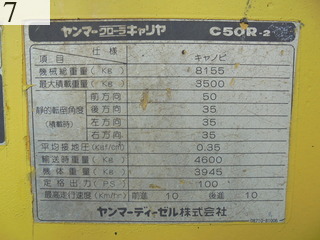 7
ヤンマークローラキャリヤ C50R-2
仕様 キャノピ
機械総重量 (Kg) 8155
最大積載重量 (Kg) 3500
静的転倒角度 (積載時) 前方向 50
後方向 35
左方向 35
右方向 35
平均接地圧 (Kgf/cm²) 0.35
輸送時重量 (Kg) 4600
機体重量 (Kg) 3945
定格出力 (PS) 100
最高走行速度 (Km/hr) 前進 10 後進 10
ヤンマーディーゼル株式会社